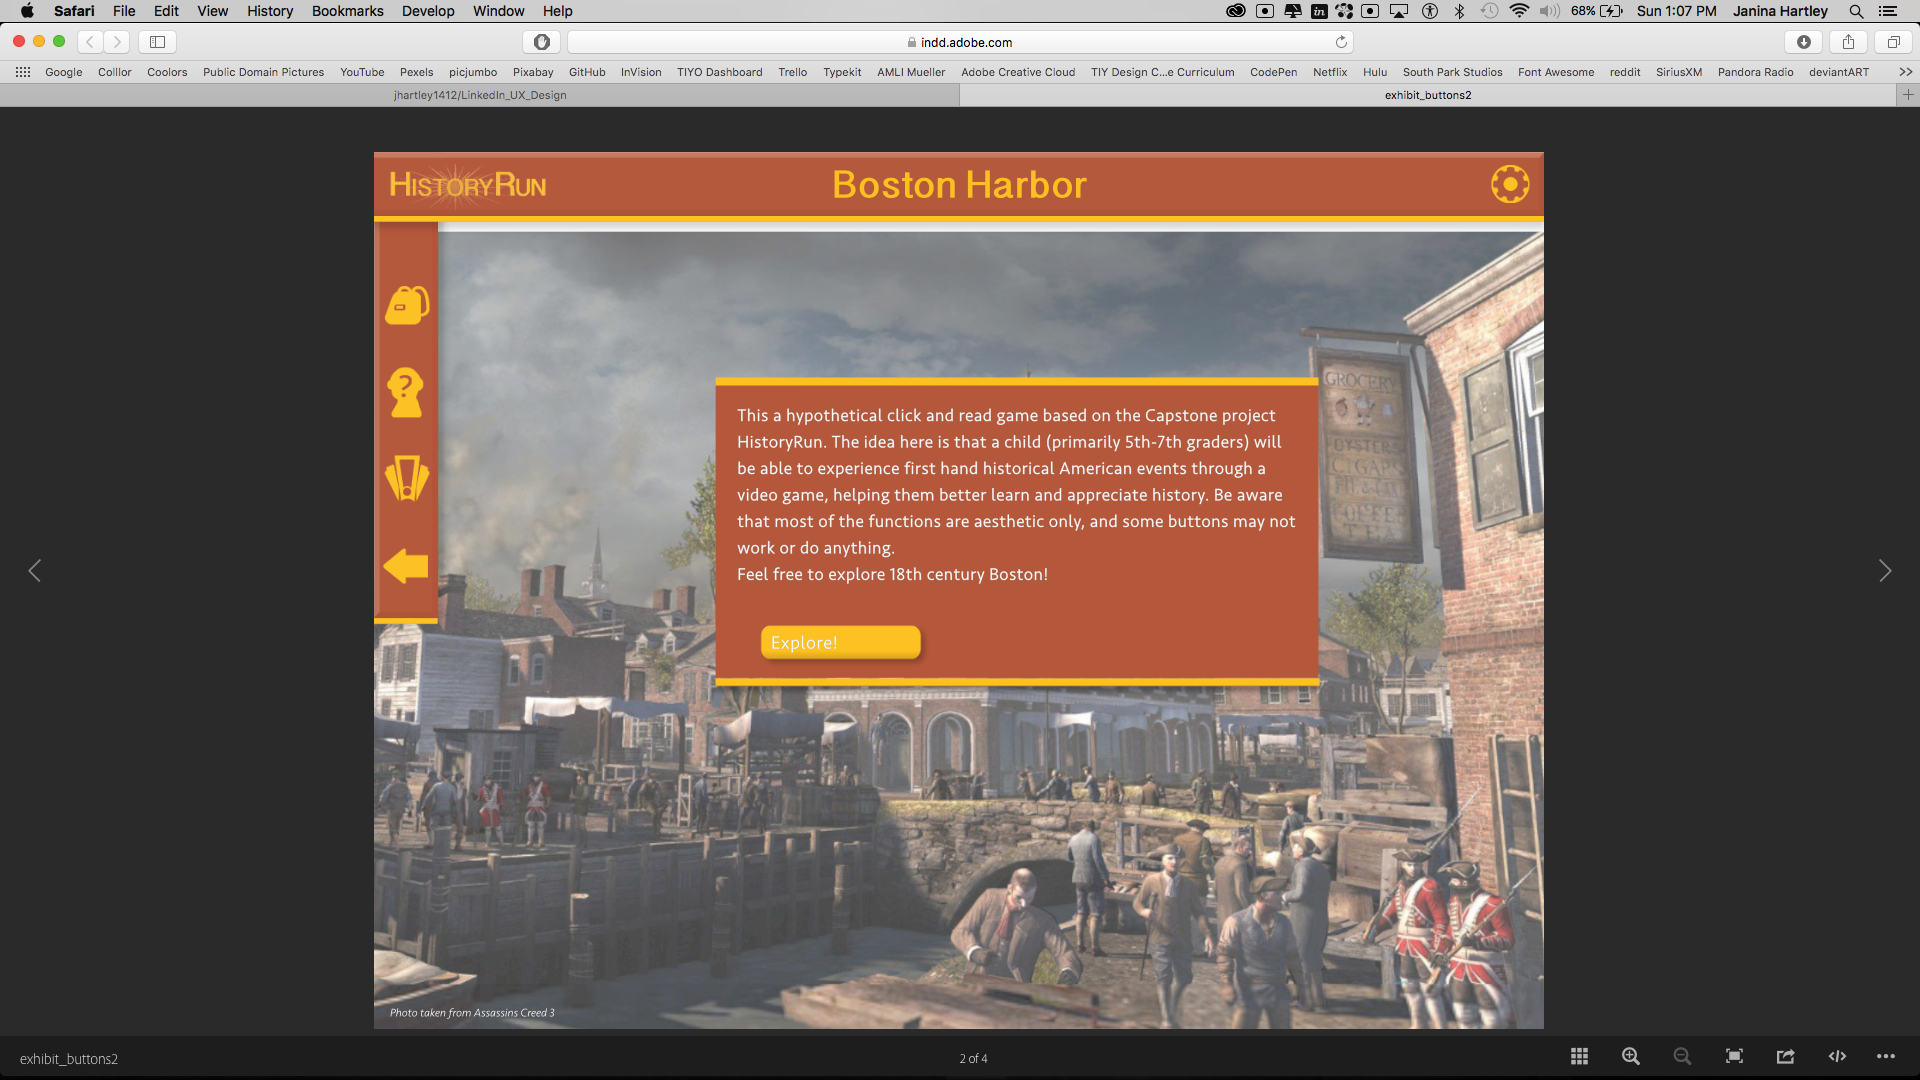 Safari File Edit View History Bookmarks Develop Window Help 68% Sun 1:07 PM Janina Hartley
indd.adobe.com
Google Colllor Coolors Public Domain Pictures YouTube Pexels picjumbo Pixabay GitHub InVision TIYO Dashboard Trello Typekit AMLI Mueller Adobe Creative Cloud TIY Design C...e Curriculum CodePen Netflix Hulu South Park Studios Font Awesome reddit SiriusXM Pandora Radio deviantART >>
jhartley1412/LinkedIn_UX_Design exhibit_buttons2
HISTORYRUN Boston Harbor
GROCERY
OYSTERS
CIGARS
COFFEE
TEA
This a hypothetical click and read game based on the Capstone project
HistoryRun. The idea here is that a child (primarily 5th-7th graders) will
be able to experience first hand historical American events through a
video game, helping them better learn and appreciate history. Be aware
that most of the functions are aesthetic only, and some buttons may not
work or do anything.
Feel free to explore 18th century Boston!
Explore!
Photo taken from Assassins Creed 3
exhibit_buttons2 2 of 4